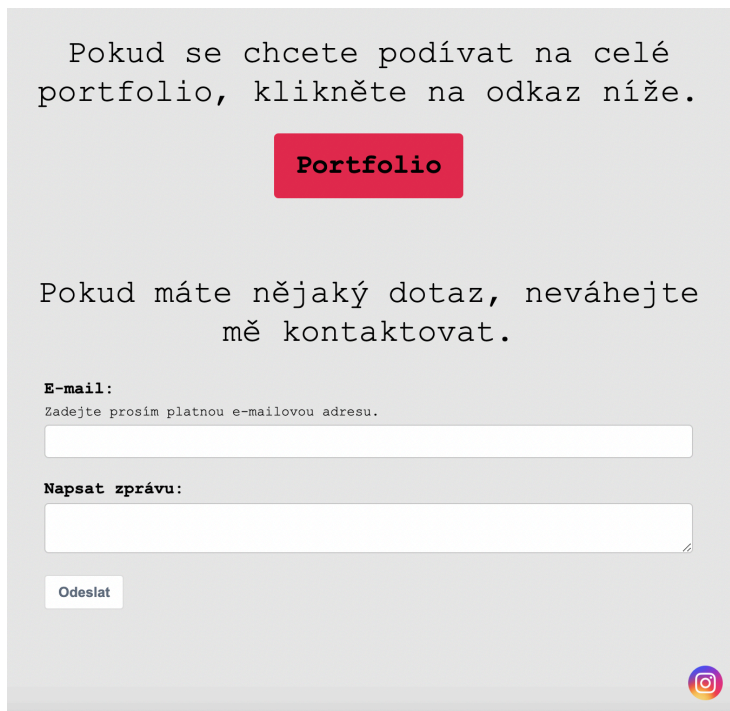 Pokud se chcete podívat na celé
portfolio, klikněte na odkaz níže.
Portfolio
Pokud máte nějaký dotaz, neváhejte
mě kontaktovat.
E-mail:
Zadejte prosím platnou e-mailovou adresu.
Napsat zprávu:
Odeslat